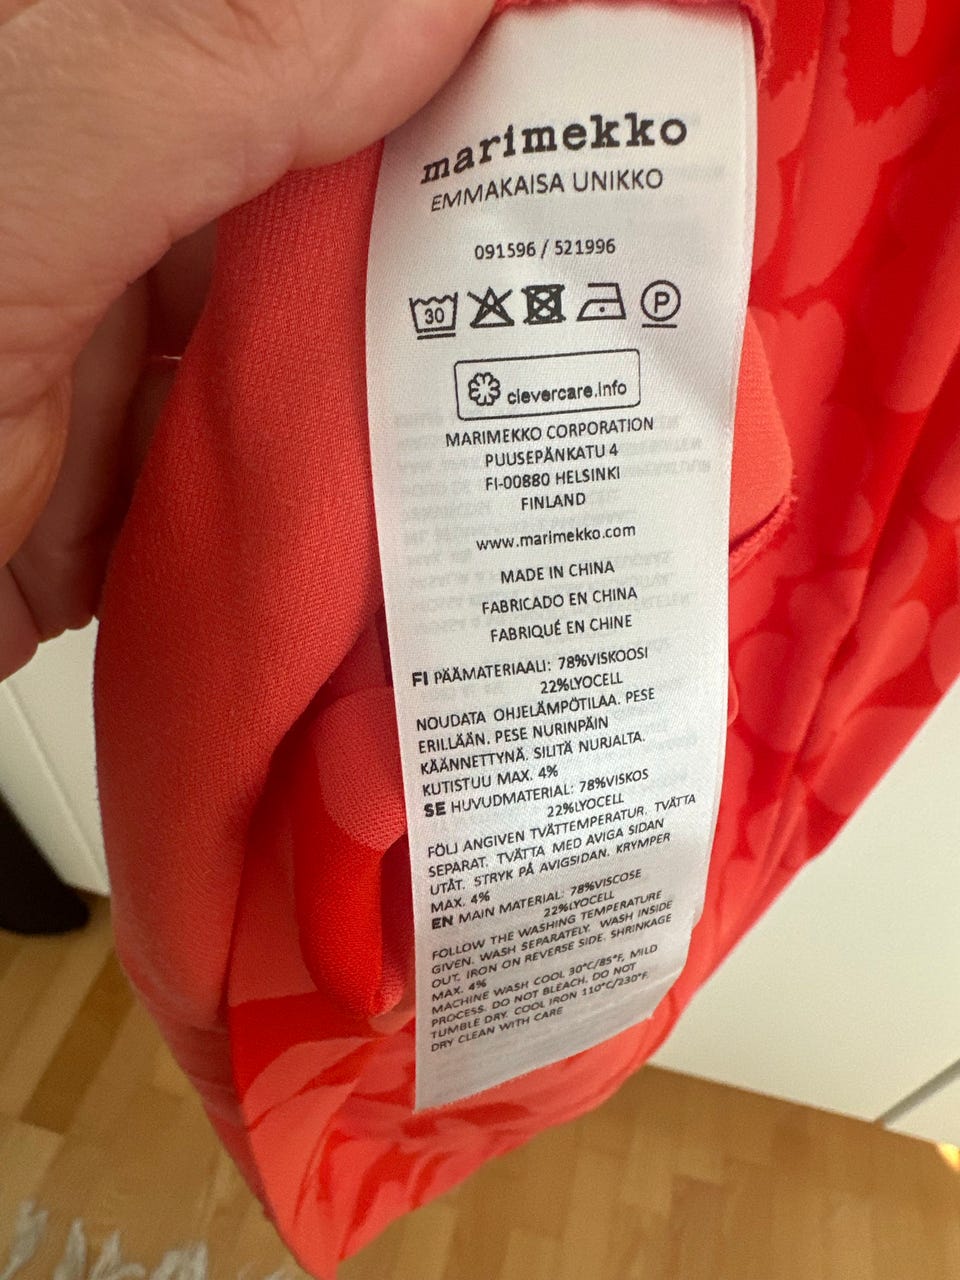 marimekko
EMMAKAISA UNIKKO
091596 / 521996
30
P
clevercare.info
MARIMEKKO CORPORATION
PUUSEPÄNKATU 4
FI-00880 HELSINKI
FINLAND
www.marimekko.com
MADE IN CHINA
FABRICADO EN CHINA
FABRIQUÉ EN CHINE
FI PÄÄMATERIAALI: 78%VISKOOSI
22%LYOCELL
NOUDATA OHJELÄMPÖTILAA. PESE
ERILLÄÄN. PESE NURINPÄIN
KÄÄNNETTYNÄ. SILITÄ NURJALTA.
KUTISTUU MAX. 4%
SE HUVUDMATERIAL: 78%VISKOS
22%LYOCELL
FÖLJ ANGIVEN TVÄTTEMPERATUR. TVÄTTA
SEPARAT. TVÄTTA MED AVIGA SIDAN
UTÅT. STRYK PÅ AVIGSIDAN. KRYMPER
MAX. 4%
EN MAIN MATERIAL: 78%VISCOSE
22%LYOCELL
FOLLOW THE WASHING TEMPERATURE
GIVEN. WASH SEPARATELY. WASH INSIDE
OUT. IRON ON REVERSE SIDE. SHRINKAGE
MAX. 4%
MACHINE WASH COOL 30°C/85°F, MILD
PROCESS. DO NOT BLEACH. DO NOT
TUMBLE DRY. COOL IRON 110°C/230°F.
DRY CLEAN WITH CARE